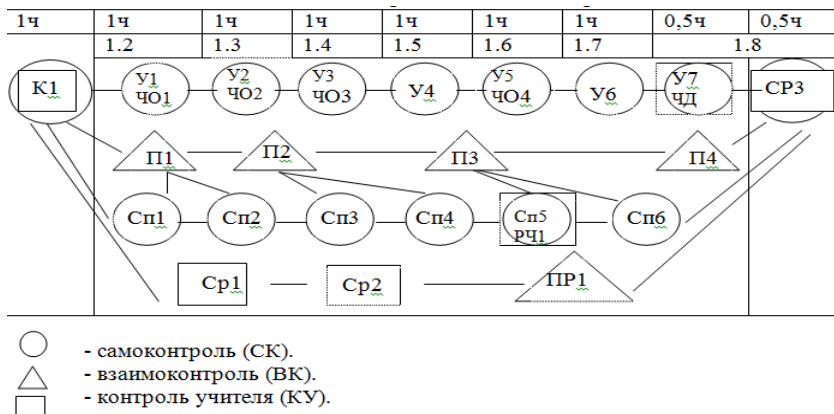 1ч 1ч 1ч 1ч 1ч 1ч 1ч 0,5ч 0,5ч
1.2 1.3 1.4 1.5 1.6 1.7 1.8
К1 У1 У2 У3 У4 У5 У6 У7 СР3
ЧО1 ЧО2 ЧО3 ЧО4 ЧД
П1 П2 П3 П4
Сп1 Сп2 Сп3 Сп4 Сп5 Сп6
РЧ1
Ср1 Ср2 ПР1
- самоконтроль (СК).
- взаимоконтроль (ВК).
- контроль учителя (КУ).